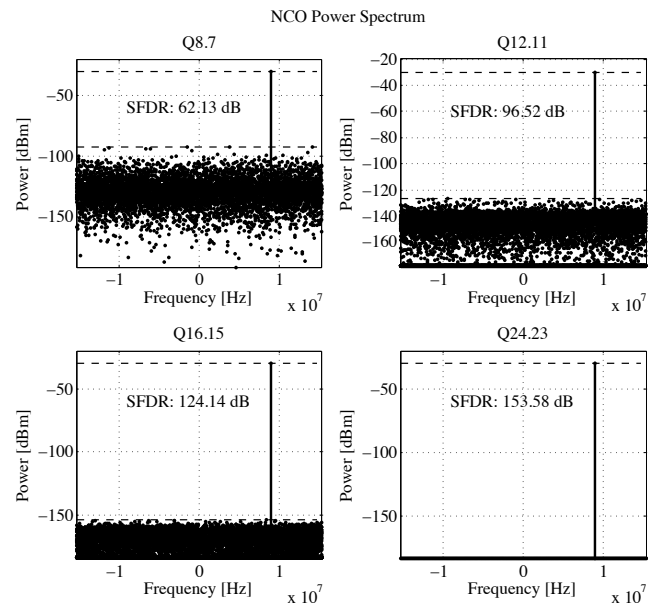 NCO Power Spectrum
Q8.7
−50
−100
−150
Power [dBm]
SFDR: 62.13 dB
−1 0 1
Frequency [Hz]
x 10^7
Q12.11
−20
−40
−60
−80
−100
−120
−140
−160
Power [dBm]
SFDR: 96.52 dB
−1 0 1
Frequency [Hz]
x 10^7
Q16.15
−50
−100
−150
Power [dBm]
SFDR: 124.14 dB
−1 0 1
Frequency [Hz]
x 10^7
Q24.23
−50
−100
−150
Power [dBm]
SFDR: 153.58 dB
−1 0 1
Frequency [Hz]
x 10^7